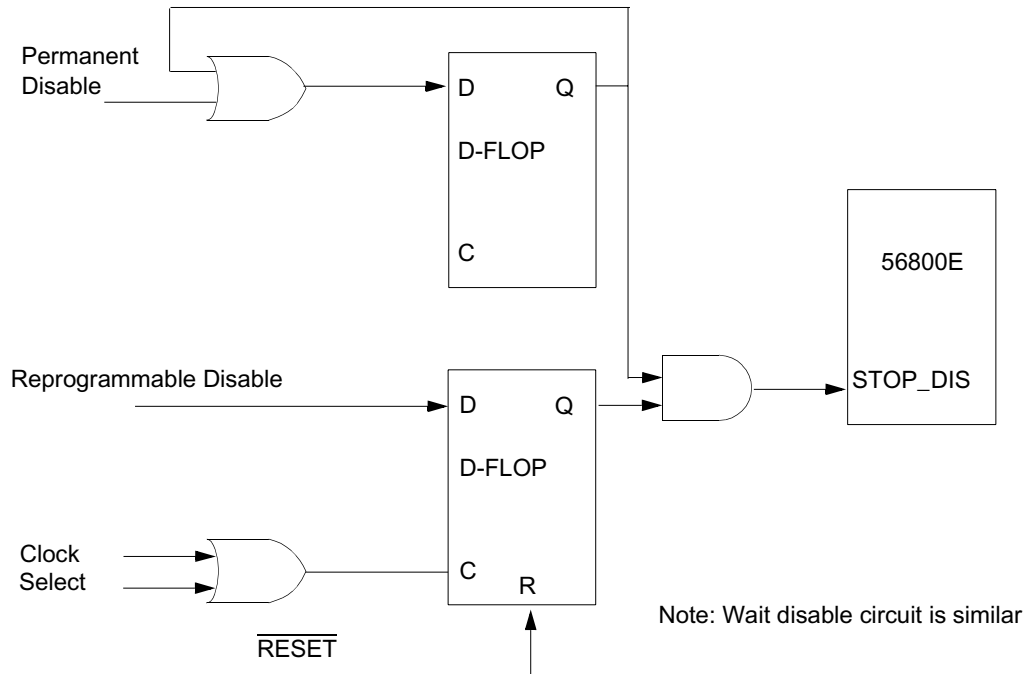 Permanent
Disable
D
Q
D-FLOP
C
56800E
STOP_DIS
Reprogrammable Disable
D
Q
D-FLOP
Clock
Select
C
R
RESET
Note: Wait disable circuit is similar